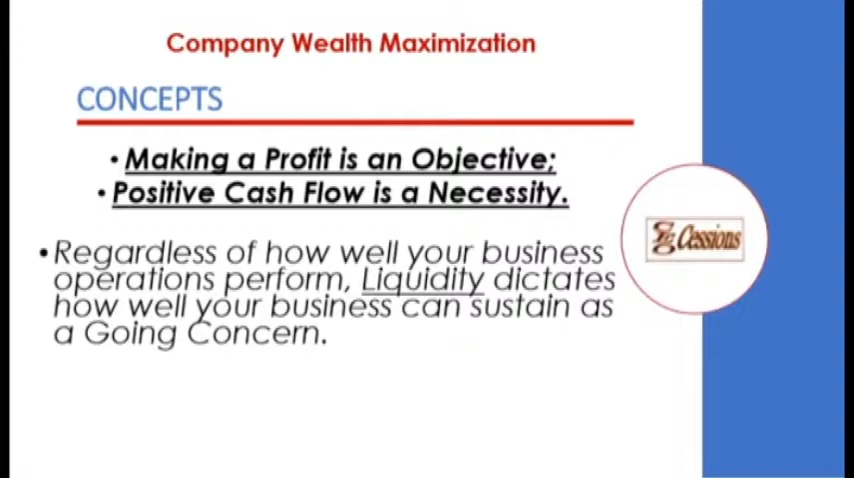 Company Wealth Maximization
CONCEPTS
• Making a Profit is an Objective;
• Positive Cash Flow is a Necessity.
• Regardless of how well your business
operations perform, Liquidity dictates
how well your business can sustain as
a Going Concern.
Cessions